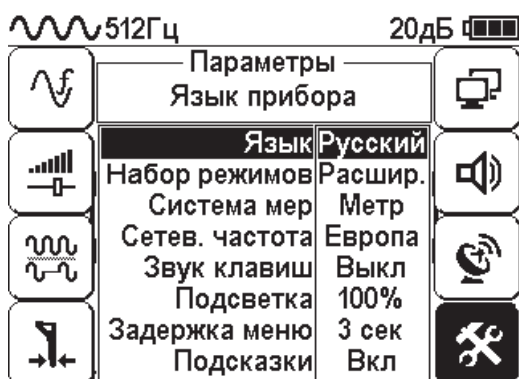 512Гц 20дБ
Параметры
Язык прибора
Язык Русский
Набор режимов Расшир.
Система мер Метр
Сетев. частота Европа
Звук клавиш Выкл
Подсветка 100%
Задержка меню 3 сек
Подсказки Вкл
f